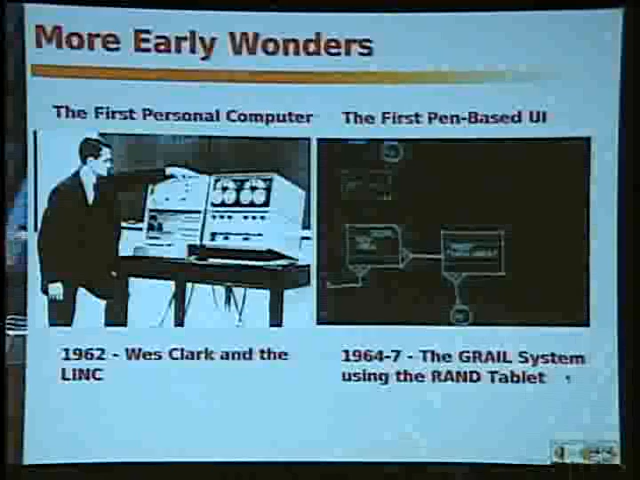 More Early Wonders
The First Personal Computer
The First Pen-Based UI
1962 - Wes Clark and the
LINC
1964-7 - The GRAIL System
using the RAND Tablet